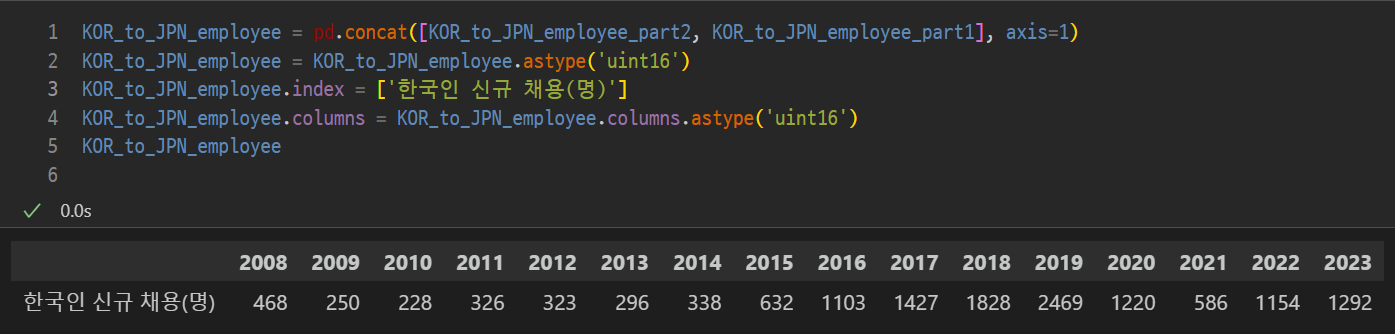 1 KOR_to_JPN_employee = pd.concat([KOR_to_JPN_employee_part2, KOR_to_JPN_employee_part1], axis=1)
2 KOR_to_JPN_employee = KOR_to_JPN_employee.astype('uint16')
3 KOR_to_JPN_employee.index = ['한국인 신규 채용(명)']
4 KOR_to_JPN_employee.columns = KOR_to_JPN_employee.columns.astype('uint16')
5 KOR_to_JPN_employee
6
0.0s
2008 2009 2010 2011 2012 2013 2014 2015 2016 2017 2018 2019 2020 2021 2022 2023
한국인 신규 채용(명) 468 250 228 326 323 296 338 632 1103 1427 1828 2469 1220 586 1154 1292